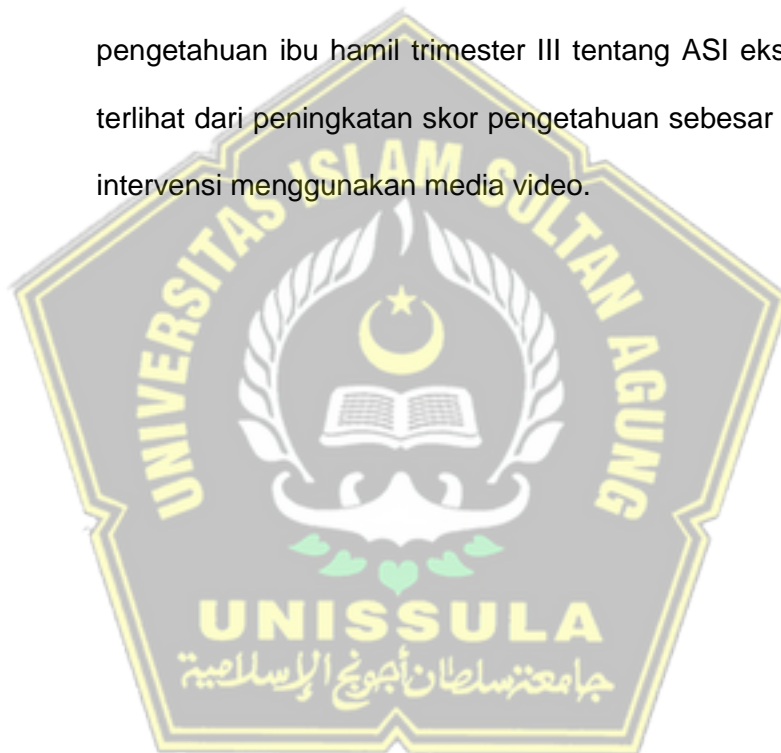 pengetahuan ibu hamil trimester III tentang ASI eks
terlihat dari peningkatan skor pengetahuan sebesar
intervensi menggunakan media video.
UNIVERSITAS ISLAM SULTAN AGUNG
UNISSULA
جامعة سلطان أجونج الإسلامية